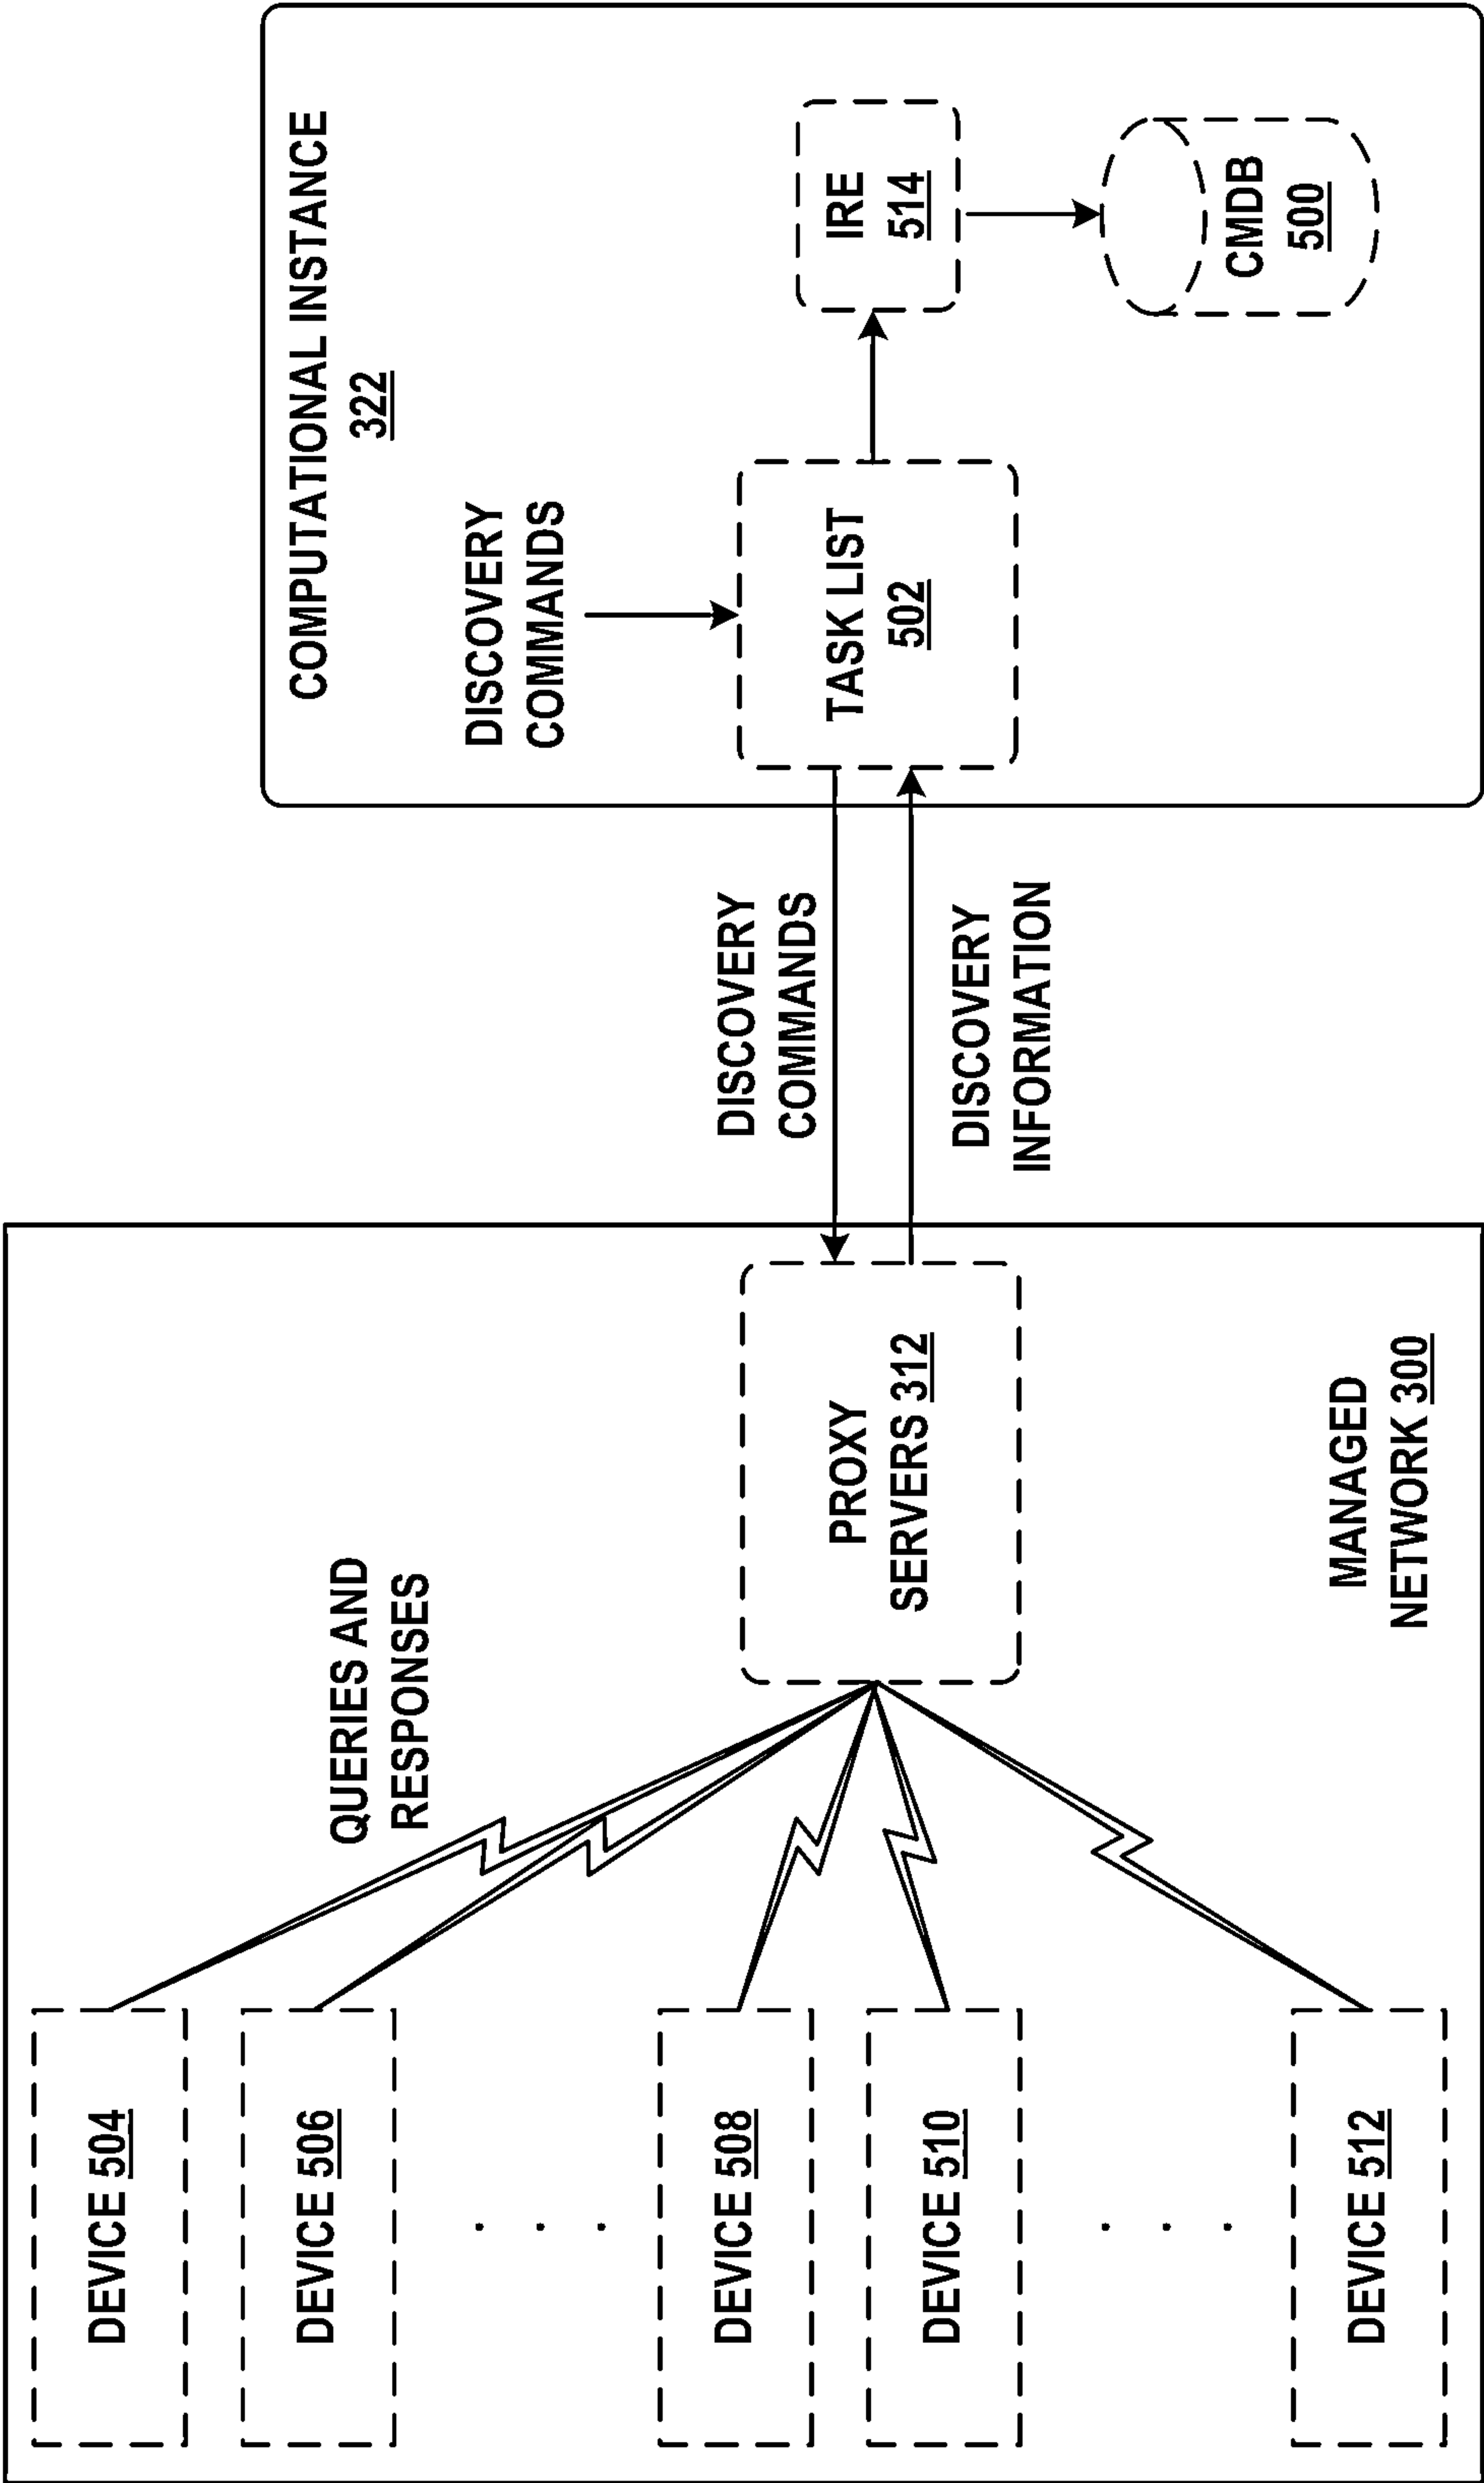 COMPUTATIONAL INSTANCE
322
DISCOVERY
COMMANDS
TASK LIST
502
IRE
514
CMDB
500
DISCOVERY
COMMANDS
DISCOVERY
INFORMATION
QUERIES AND
RESPONSES
PROXY
SERVERS 312
MANAGED
NETWORK 300
DEVICE 504
DEVICE 506
. . .
DEVICE 508
DEVICE 510
. . .
DEVICE 512